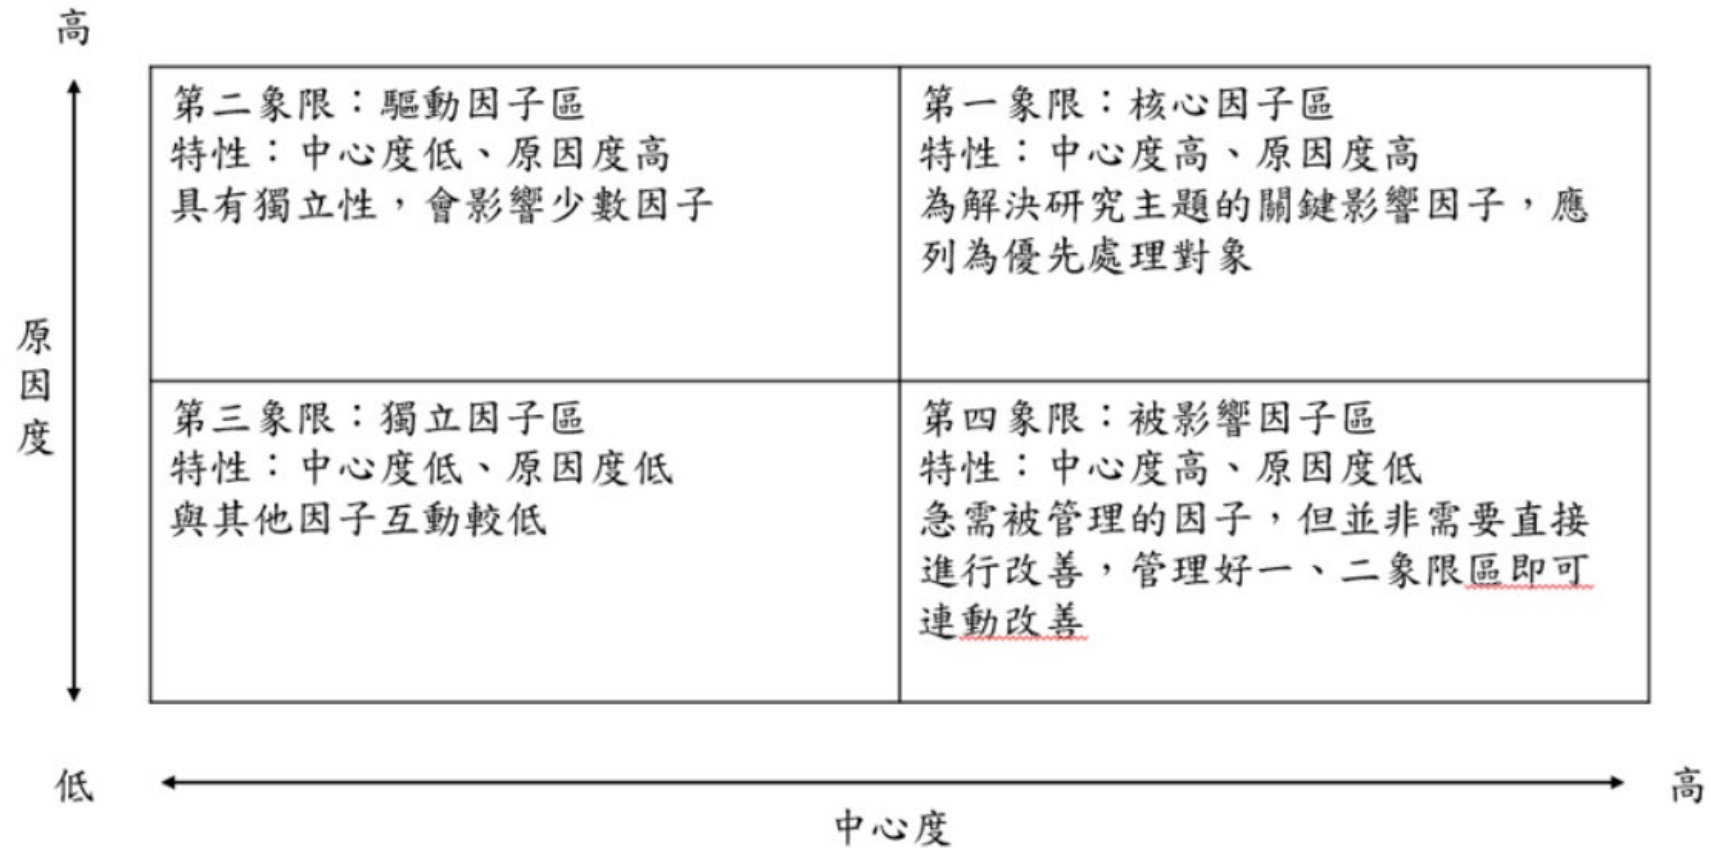 高
原
因
度
第二象限：驅動因子區
特性：中心度低、原因度高
具有獨立性，會影響少數因子
第一象限：核心因子區
特性：中心度高、原因度高
為解決研究主題的關鍵影響因子，應
列為優先處理對象
第三象限：獨立因子區
特性：中心度低、原因度低
與其他因子互動較低
第四象限：被影響因子區
特性：中心度高、原因度低
急需被管理的因子，但並非需要直接
進行改善，管理好一、二象限區即可
連動改善
低
中心度
高